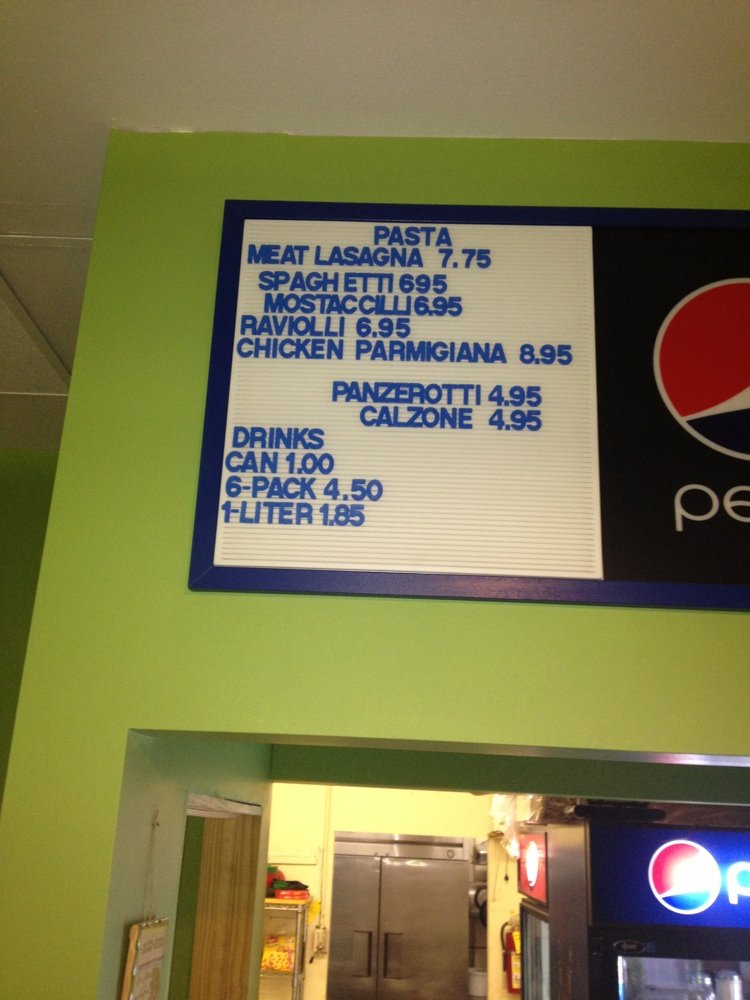 PASTA
MEAT LASAGNA 7.75
SPAGHETTI 695
MOSTACCILLI 6.95
RAVIOLLI 6.95
CHICKEN PARMIGIANA 8.95
PANZEROTTI 4.95
CALZONE 4.95
DRINKS
CAN 1.00
6-PACK 4.50
1-LITER 1.85
pe
p